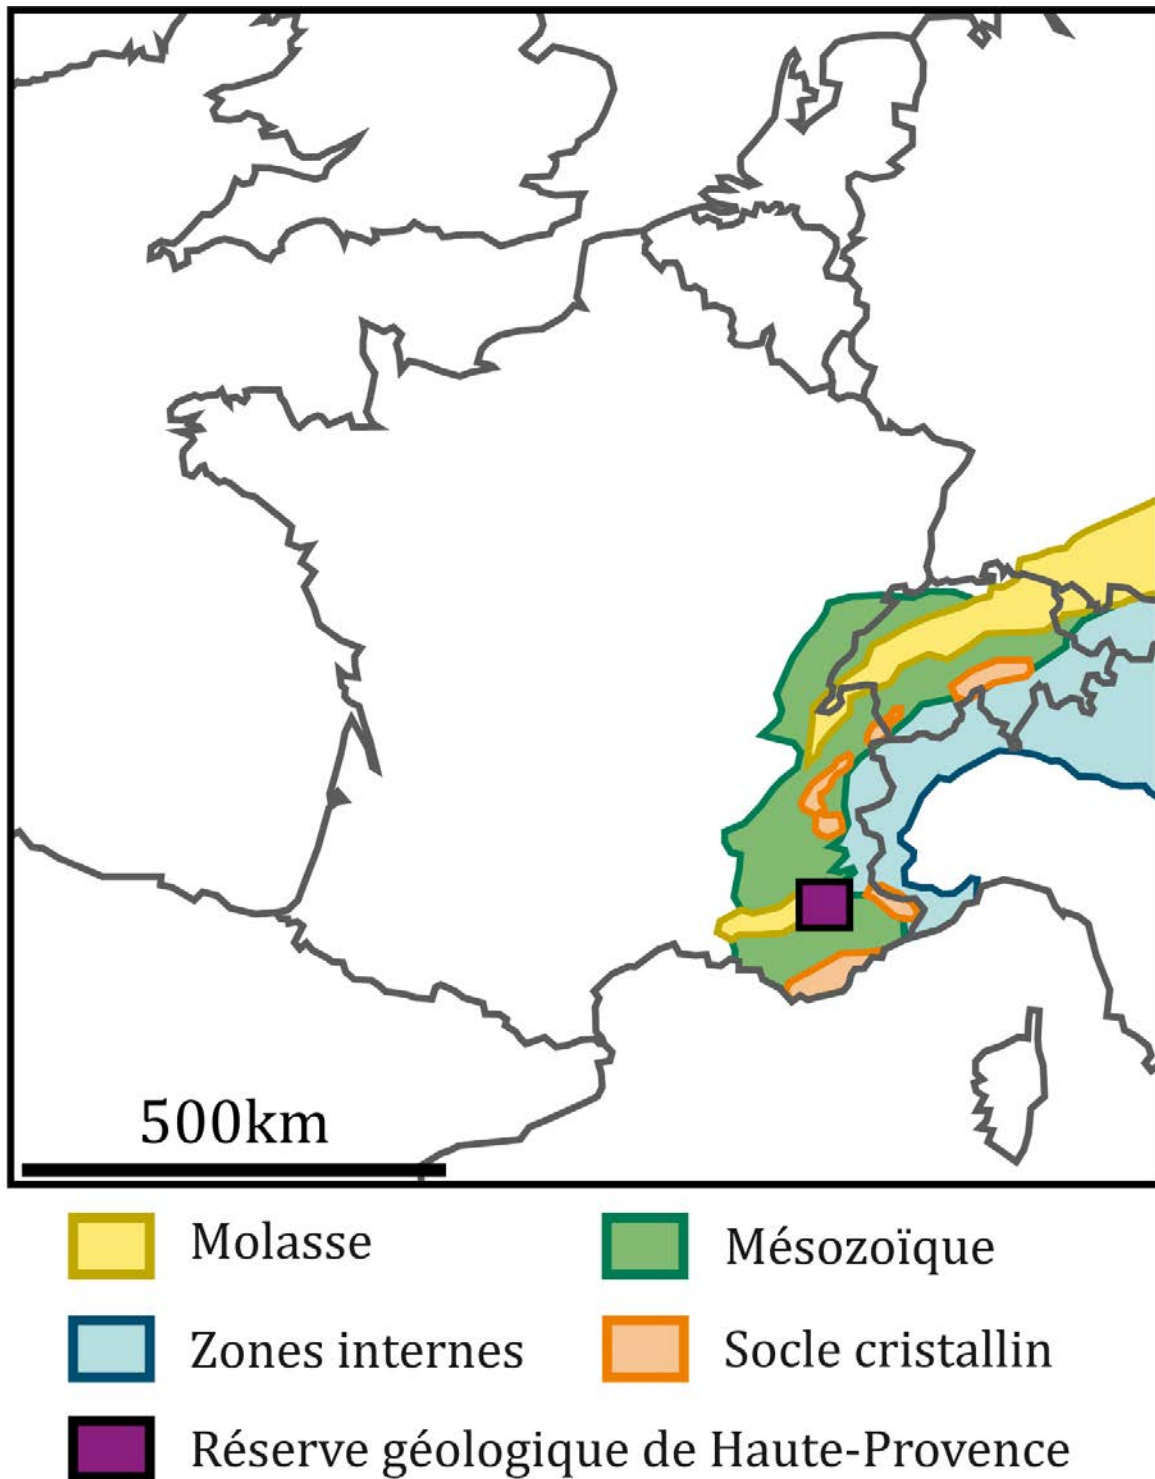 500km
Molasse
Mésozoïque
Zones internes
Socle cristallin
Réserve géologique de Haute-Provence